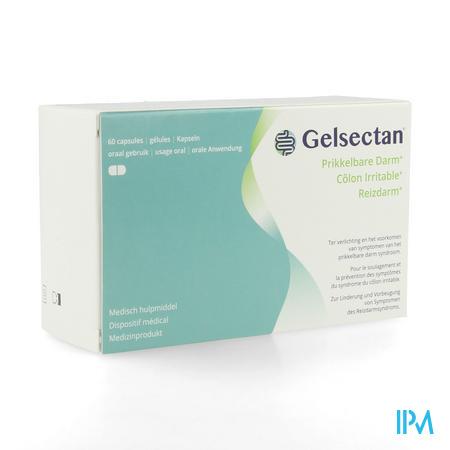 60 capsules | gélules | Kapseln
oraal gebruik | usage oral | orale Anwendung
Gelsectan®
Prikkelbare Darm+
Côlon Irritable+
Reizdarm+
Ter verlichting en het voorkomen
van symptomen van het
prikkelbare darm syndroom.
Pour le soulagement et
la prévention des symptômes
du syndrome du côlon irritable.
Zur Linderung und Vorbeugung
von Symptomen
des Reizdarmsyndroms.
Medisch hulpmiddel
Dispositif médical
Medizinprodukt
IPM